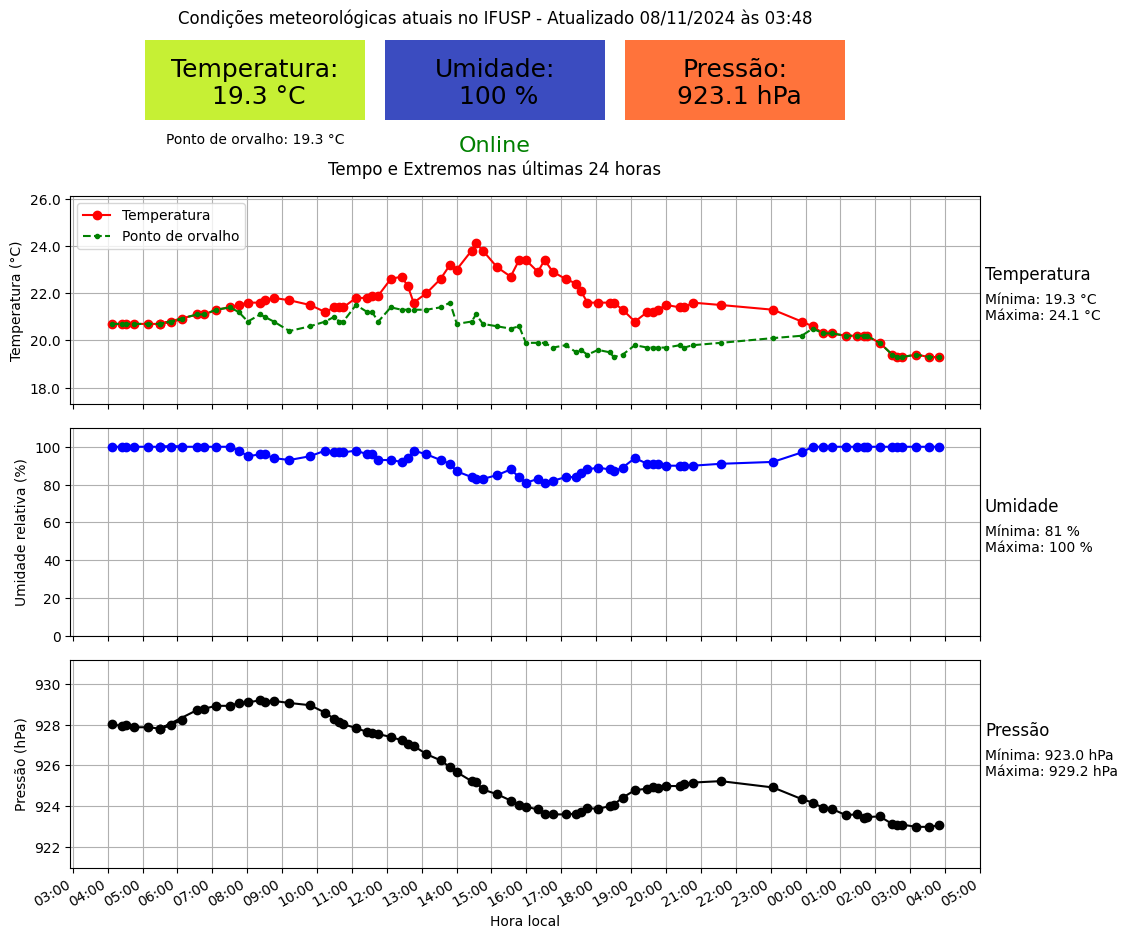 Condições meteorológicas atuais no IFUSP - Atualizado 08/11/2024 às 03:48
Temperatura:
19.3 °C
Umidade:
100 %
Pressão:
923.1 hPa
Ponto de orvalho: 19.3 °C
Online
Tempo e Extremos nas últimas 24 horas
26.0
24.0
22.0
20.0
18.0
Temperatura (°C)
Temperatura
Ponto de orvalho
Temperatura
Mínima: 19.3 °C
Máxima: 24.1 °C
100
80
60
40
20
0
Umidade relativa (%)
Umidade
Mínima: 81 %
Máxima: 100 %
930
928
926
924
922
Pressão (hPa)
Pressão
Mínima: 923.0 hPa
Máxima: 929.2 hPa
03:00 04:00 05:00 06:00 07:00 08:00 09:00 10:00 11:00 12:00 13:00 14:00 15:00 16:00 17:00 18:00 19:00 20:00 21:00 22:00 23:00 00:00 01:00 02:00 03:00 04:00 05:00
Hora local